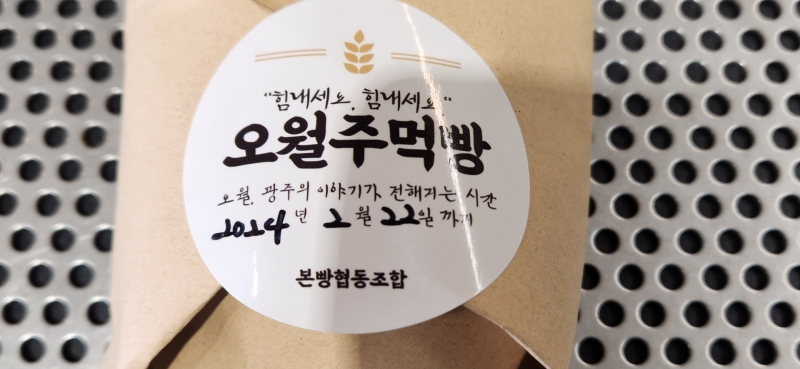 "힘내세요, 힘내세요"
오월주먹빵
오월, 광주의 이야기가 전해지는 시간
2024년 2월 22일 까지
본빵협동조합